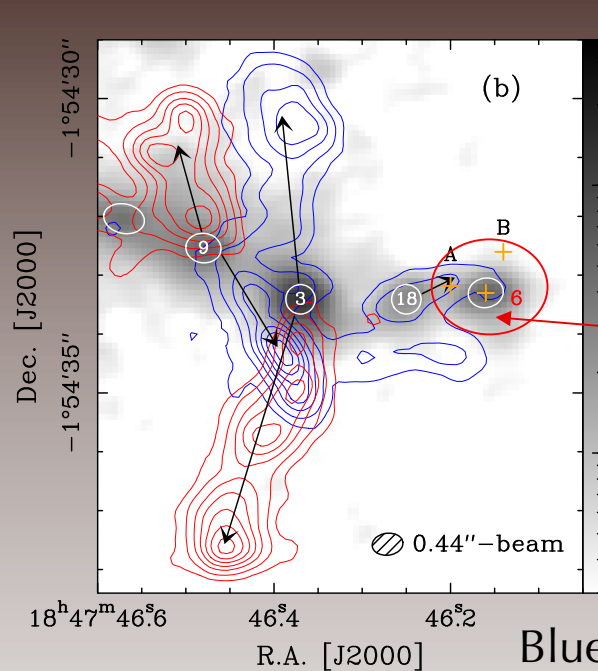 (b)
−1°54′30″
B
A
9
3
18
6
Dec. [J2000]
−1°54′35″
0.44″−beam
18ʰ47ᵐ46ˢ.6
46ˢ.4
46ˢ.2
R.A. [J2000]
Blue